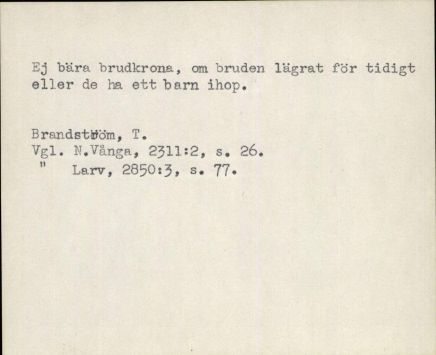 Ej bära brudkrona, om bruden lägrat för tidigt
eller de ha ett barn ihop.
Brandström, T.
Vgl. N.Vånga, 2311:2, s. 26.
" Larv, 2850:3, s. 77.